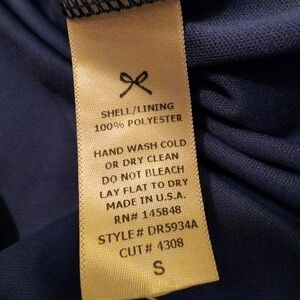 SHELL/LINING
100% POLYESTER
HAND WASH COLD
OR DRY CLEAN
DO NOT BLEACH
LAY FLAT TO DRY
MADE IN U.S.A.
RN# 145848
STYLE# DR5934A
CUT# 4308
S